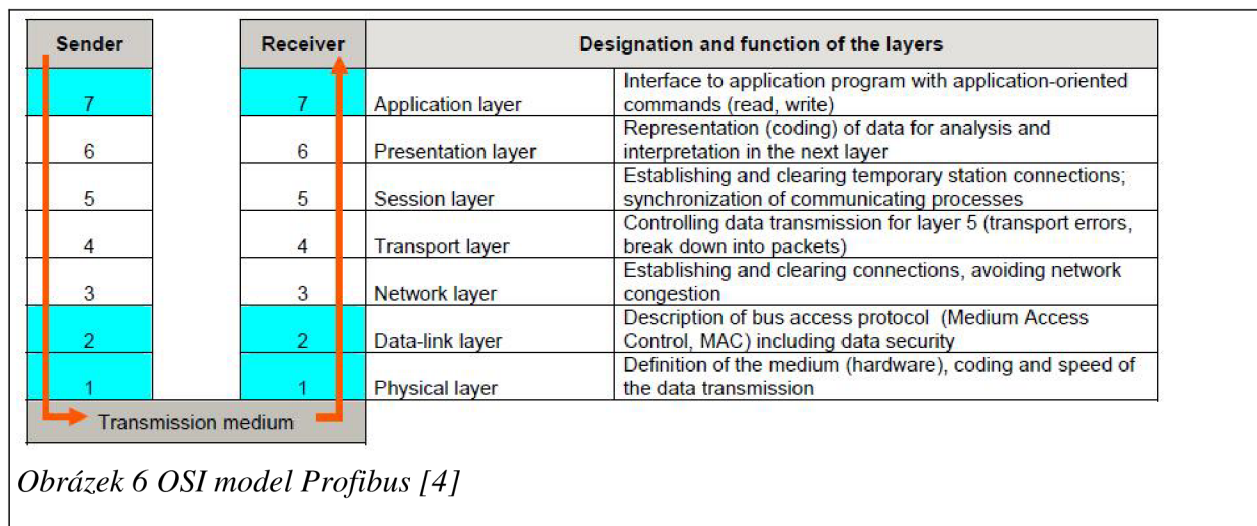 Sender Receiver Designation and function of the layers
7 7 Application layer Interface to application program with application-oriented
commands (read, write)
6 6 Presentation layer Representation (coding) of data for analysis and
interpretation in the next layer
5 5 Session layer Establishing and clearing temporary station connections;
synchronization of communicating processes
4 4 Transport layer Controlling data transmission for layer 5 (transport errors,
break down into packets)
3 3 Network layer Establishing and clearing connections, avoiding network
congestion
2 2 Data-link layer Description of bus access protocol (Medium Access
Control, MAC) including data security
1 1 Physical layer Definition of the medium (hardware), coding and speed of
the data transmission
Transmission medium
Obrázek 6 OSI model Profibus [4]